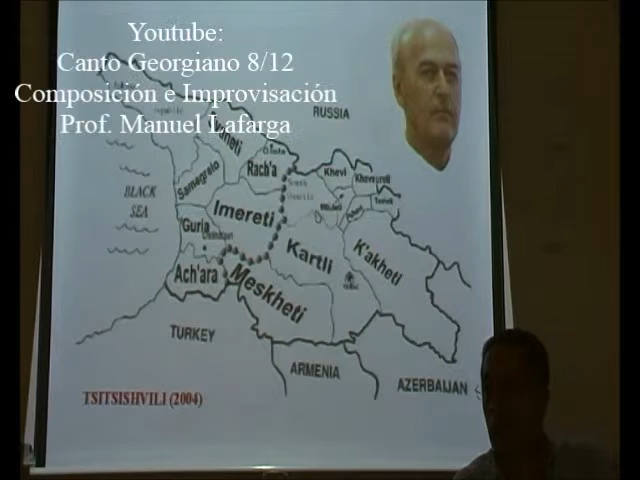 Youtube:
Canto Georgiano 8/12
Composición e Improvisación
Prof. Manuel Lafarga
RUSSIA
Rach'a
Khevi
Samegrelo
BLACK
SEA
Imereti
Guria
Kartli
K'akheti
Ach'ara
Meskheti
TURKEY
ARMENIA
AZERBAIJAN
TSITSISHVILI (2004)